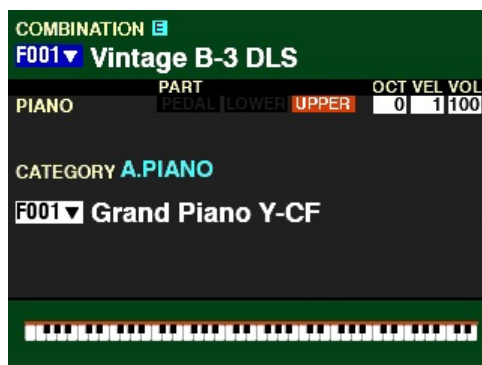 COMBINATION E
F001▼ Vintage B-3 DLS
PART OCT VEL VOL
PIANO PEDAL LOWER UPPER 0 1 100
CATEGORY A.PIANO
F001▼ Grand Piano Y-CF